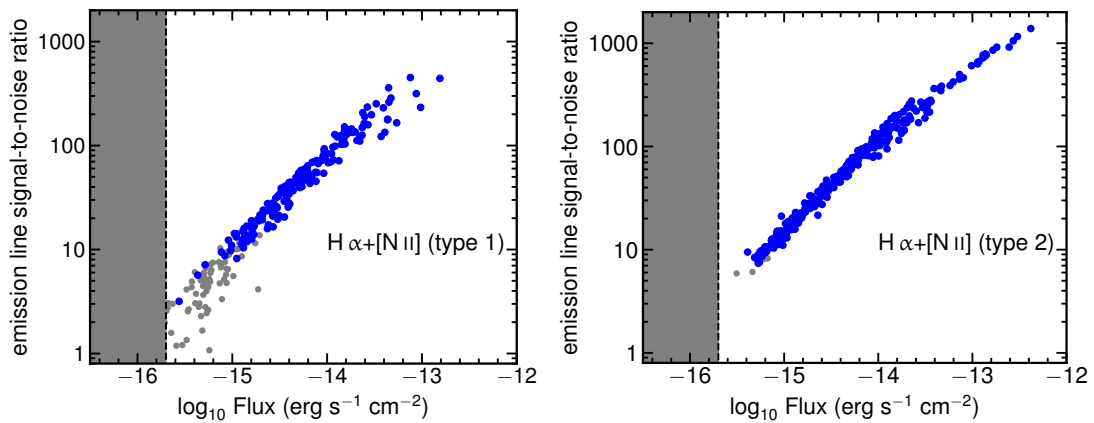 emission line signal-to-noise ratio
1000
100
10
1
H α+[N II] (type 1)
−16 −15 −14 −13 −12
log₁₀ Flux (erg s⁻¹ cm⁻²)
emission line signal-to-noise ratio
1000
100
10
1
H α+[N II] (type 2)
−16 −15 −14 −13 −12
log₁₀ Flux (erg s⁻¹ cm⁻²)